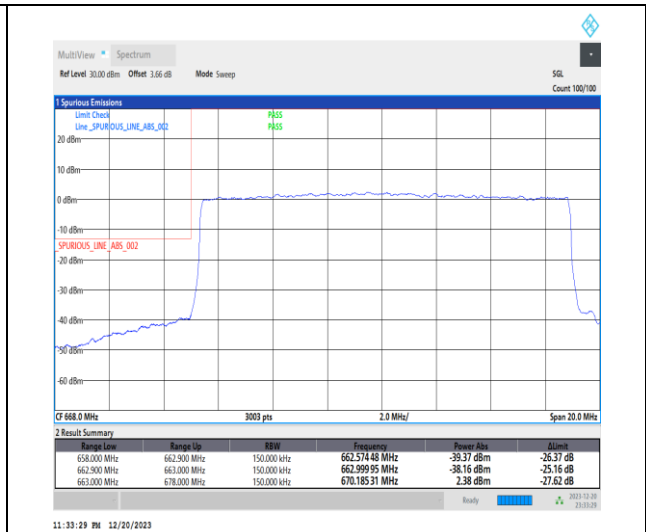 MultiView Spectrum
Ref Level 30.00 dBm Offset 3.66 dB Mode Sweep SGL
Count 100/100
1 Spurious Emissions
Limit Check PASS
Line _SPURIOUS_LINE_ABS_002 PASS
20 dBm
10 dBm
0 dBm
-10 dBm
SPURIOUS_LINE_ABS_002
-20 dBm
-30 dBm
-40 dBm
-50 dBm
-60 dBm
CF 668.0 MHz 3003 pts 2.0 MHz/ Span 20.0 MHz
2 Result Summary
Range Low Range Up RBW Frequency Power Abs ΔLimit
658.000 MHz 662.900 MHz 150.000 kHz 662.574 48 MHz -39.37 dBm -26.37 dB
662.900 MHz 663.000 MHz 150.000 kHz 662.999 95 MHz -38.16 dBm -25.16 dB
663.000 MHz 678.000 MHz 150.000 kHz 670.185 31 MHz 2.38 dBm -27.62 dB
Ready 2023-12-20
23:33:29
11:33:29 PM 12/20/2023